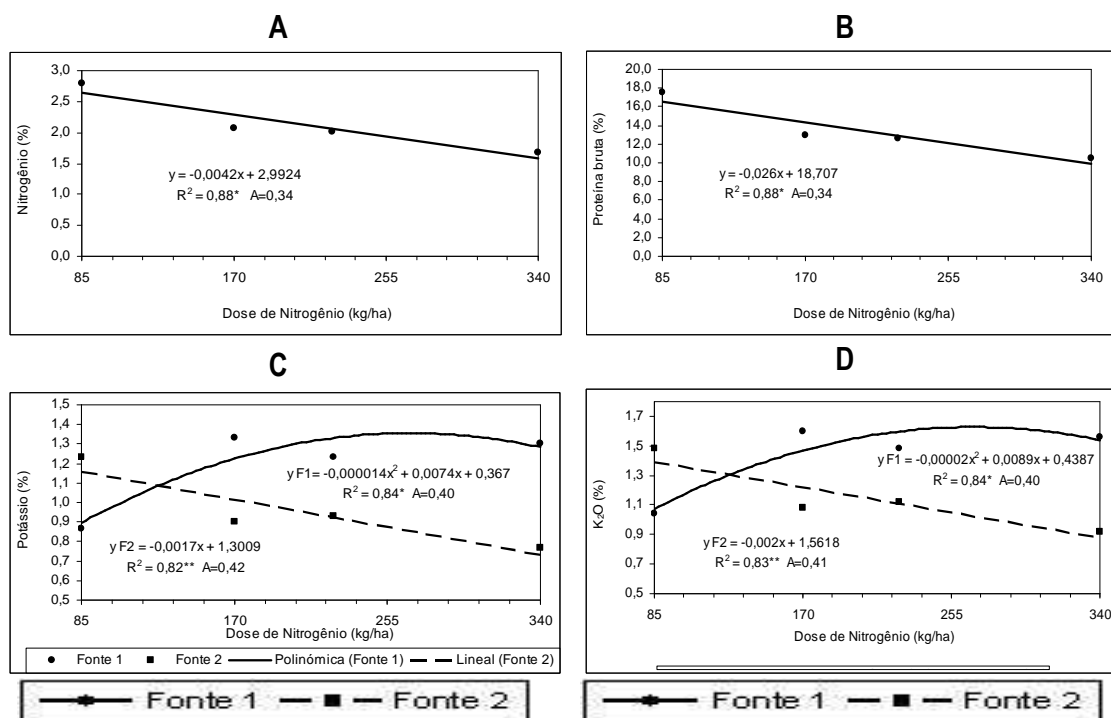 A
3,0
2,5
2,0
1,5
1,0
0,5
0,0
Nitrogênio (%)
y = -0,0042x + 2,9924
R² = 0,88* A=0,34
85 170 255 340
Dose de Nitrogênio (kg/ha)
B
20,0
18,0
16,0
14,0
12,0
10,0
8,0
6,0
4,0
2,0
0,0
Proteína bruta (%)
y = -0,026x + 18,707
R² = 0,88* A=0,34
85 170 255 340
Dose de Nitrogênio (kg/ha)
C
1,5
1,4
1,3
1,2
1,1
1,0
0,9
0,8
0,7
0,6
0,5
Potássio (%)
yF1 = -0,000014x² + 0,0074x + 0,367
R² = 0,84* A=0,40
yF2 = -0,0017x + 1,3009
R² = 0,82** A=0,42
85 170 255 340
Dose de Nitrogênio (kg/ha)
Fonte 1 Fonte 2 Polinómica (Fonte 1) Lineal (Fonte 2)
Fonte 1 Fonte 2
D
1,7
1,5
1,3
1,1
0,9
0,7
0,5
K₂O (%)
yF1 = -0,00002x² + 0,0089x + 0,4387
R² = 0,84* A=0,40
yF2 = -0,002x + 1,5618
R² = 0,83** A=0,41
85 170 255 340
Dose de Nitrogênio (kg/ha)
Fonte 1 Fonte 2